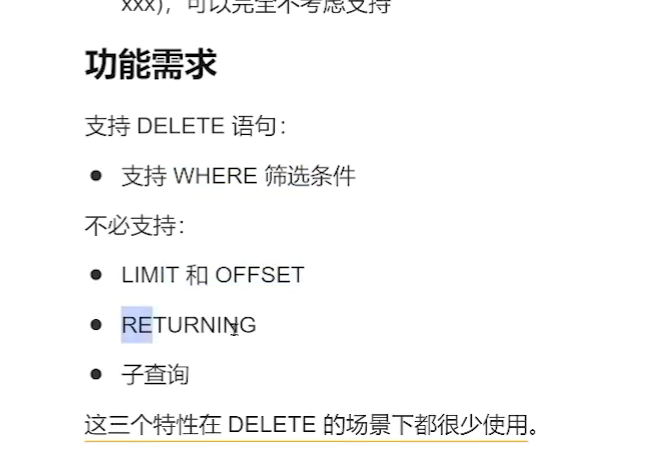 xxx)，可以完全不考虑支持
功能需求
支持 DELETE 语句：
● 支持 WHERE 筛选条件
不必支持：
● LIMIT 和 OFFSET
● RETURNING
● 子查询
这三个特性在 DELETE 的场景下都很少使用。